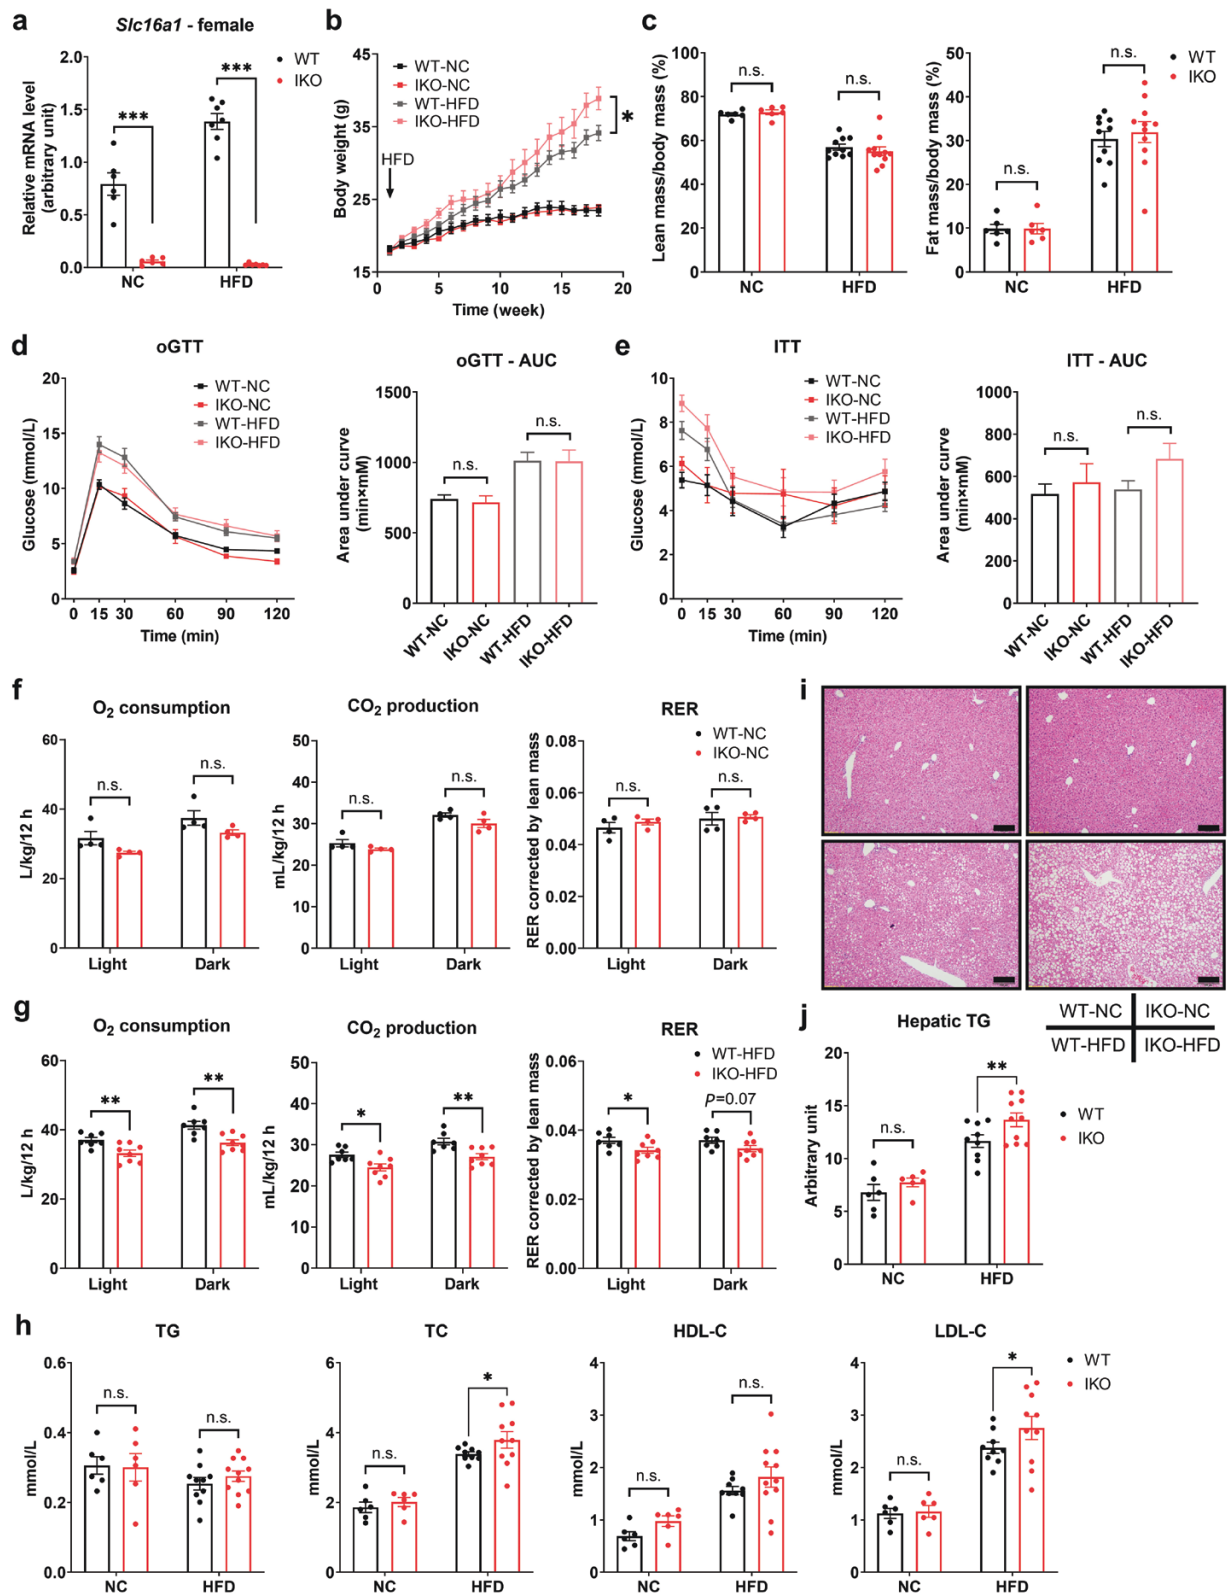 a
Slc16a1 - female
Relative mRNA level
(arbitrary unit)
2.0
1.5
1.0
0.5
0.0
***
***
NC
HFD
WT
IKO
b
Body weight (g)
45
35
25
15
HFD
WT-NC
IKO-NC
WT-HFD
IKO-HFD
*
0
5
10
15
20
Time (week)
c
Lean mass/body mass (%)
100
80
60
40
20
0
n.s.
n.s.
NC
HFD
Fat mass/body mass (%)
50
40
30
20
10
0
n.s.
n.s.
NC
HFD
WT
IKO
d
oGTT
Glucose (mmol/L)
20
15
10
5
0
WT-NC
IKO-NC
WT-HFD
IKO-HFD
0 15 30 60 90 120
Time (min)
oGTT - AUC
Area under curve
(min×mM)
1500
1000
500
0
n.s.
n.s.
WT-NC
IKO-NC
WT-HFD
IKO-HFD
e
ITT
Glucose (mmol/L)
10
8
6
4
2
0
WT-NC
IKO-NC
WT-HFD
IKO-HFD
0 15 30 60 90 120
Time (min)
ITT - AUC
Area under curve
(min×mM)
1000
800
600
400
200
0
n.s.
n.s.
WT-NC
IKO-NC
WT-HFD
IKO-HFD
f
O2 consumption
L/kg/12 h
60
40
20
0
n.s.
n.s.
Light
Dark
CO2 production
mL/kg/12 h
50
40
30
20
10
0
n.s.
n.s.
Light
Dark
RER
RER corrected by lean mass
0.08
0.06
0.04
0.02
0.00
n.s.
n.s.
Light
Dark
WT-NC
IKO-NC
g
O2 consumption
L/kg/12 h
60
40
20
0
**
**
Light
Dark
CO2 production
mL/kg/12 h
50
40
30
20
10
0
*
**
Light
Dark
RER
RER corrected by lean mass
0.06
0.04
0.02
0.00
*
P=0.07
Light
Dark
WT-HFD
IKO-HFD
i
WT-NC
IKO-NC
WT-HFD
IKO-HFD
j
Hepatic TG
Arbitrary unit
20
15
10
5
0
n.s.
**
NC
HFD
WT
IKO
h
TG
mmol/L
0.6
0.4
0.2
0.0
n.s.
n.s.
NC
HFD
TC
mmol/L
6
4
2
0
n.s.
*
NC
HFD
HDL-C
mmol/L
4
3
2
1
0
n.s.
n.s.
NC
HFD
LDL-C
mmol/L
4
3
2
1
0
n.s.
*
NC
HFD
WT
IKO